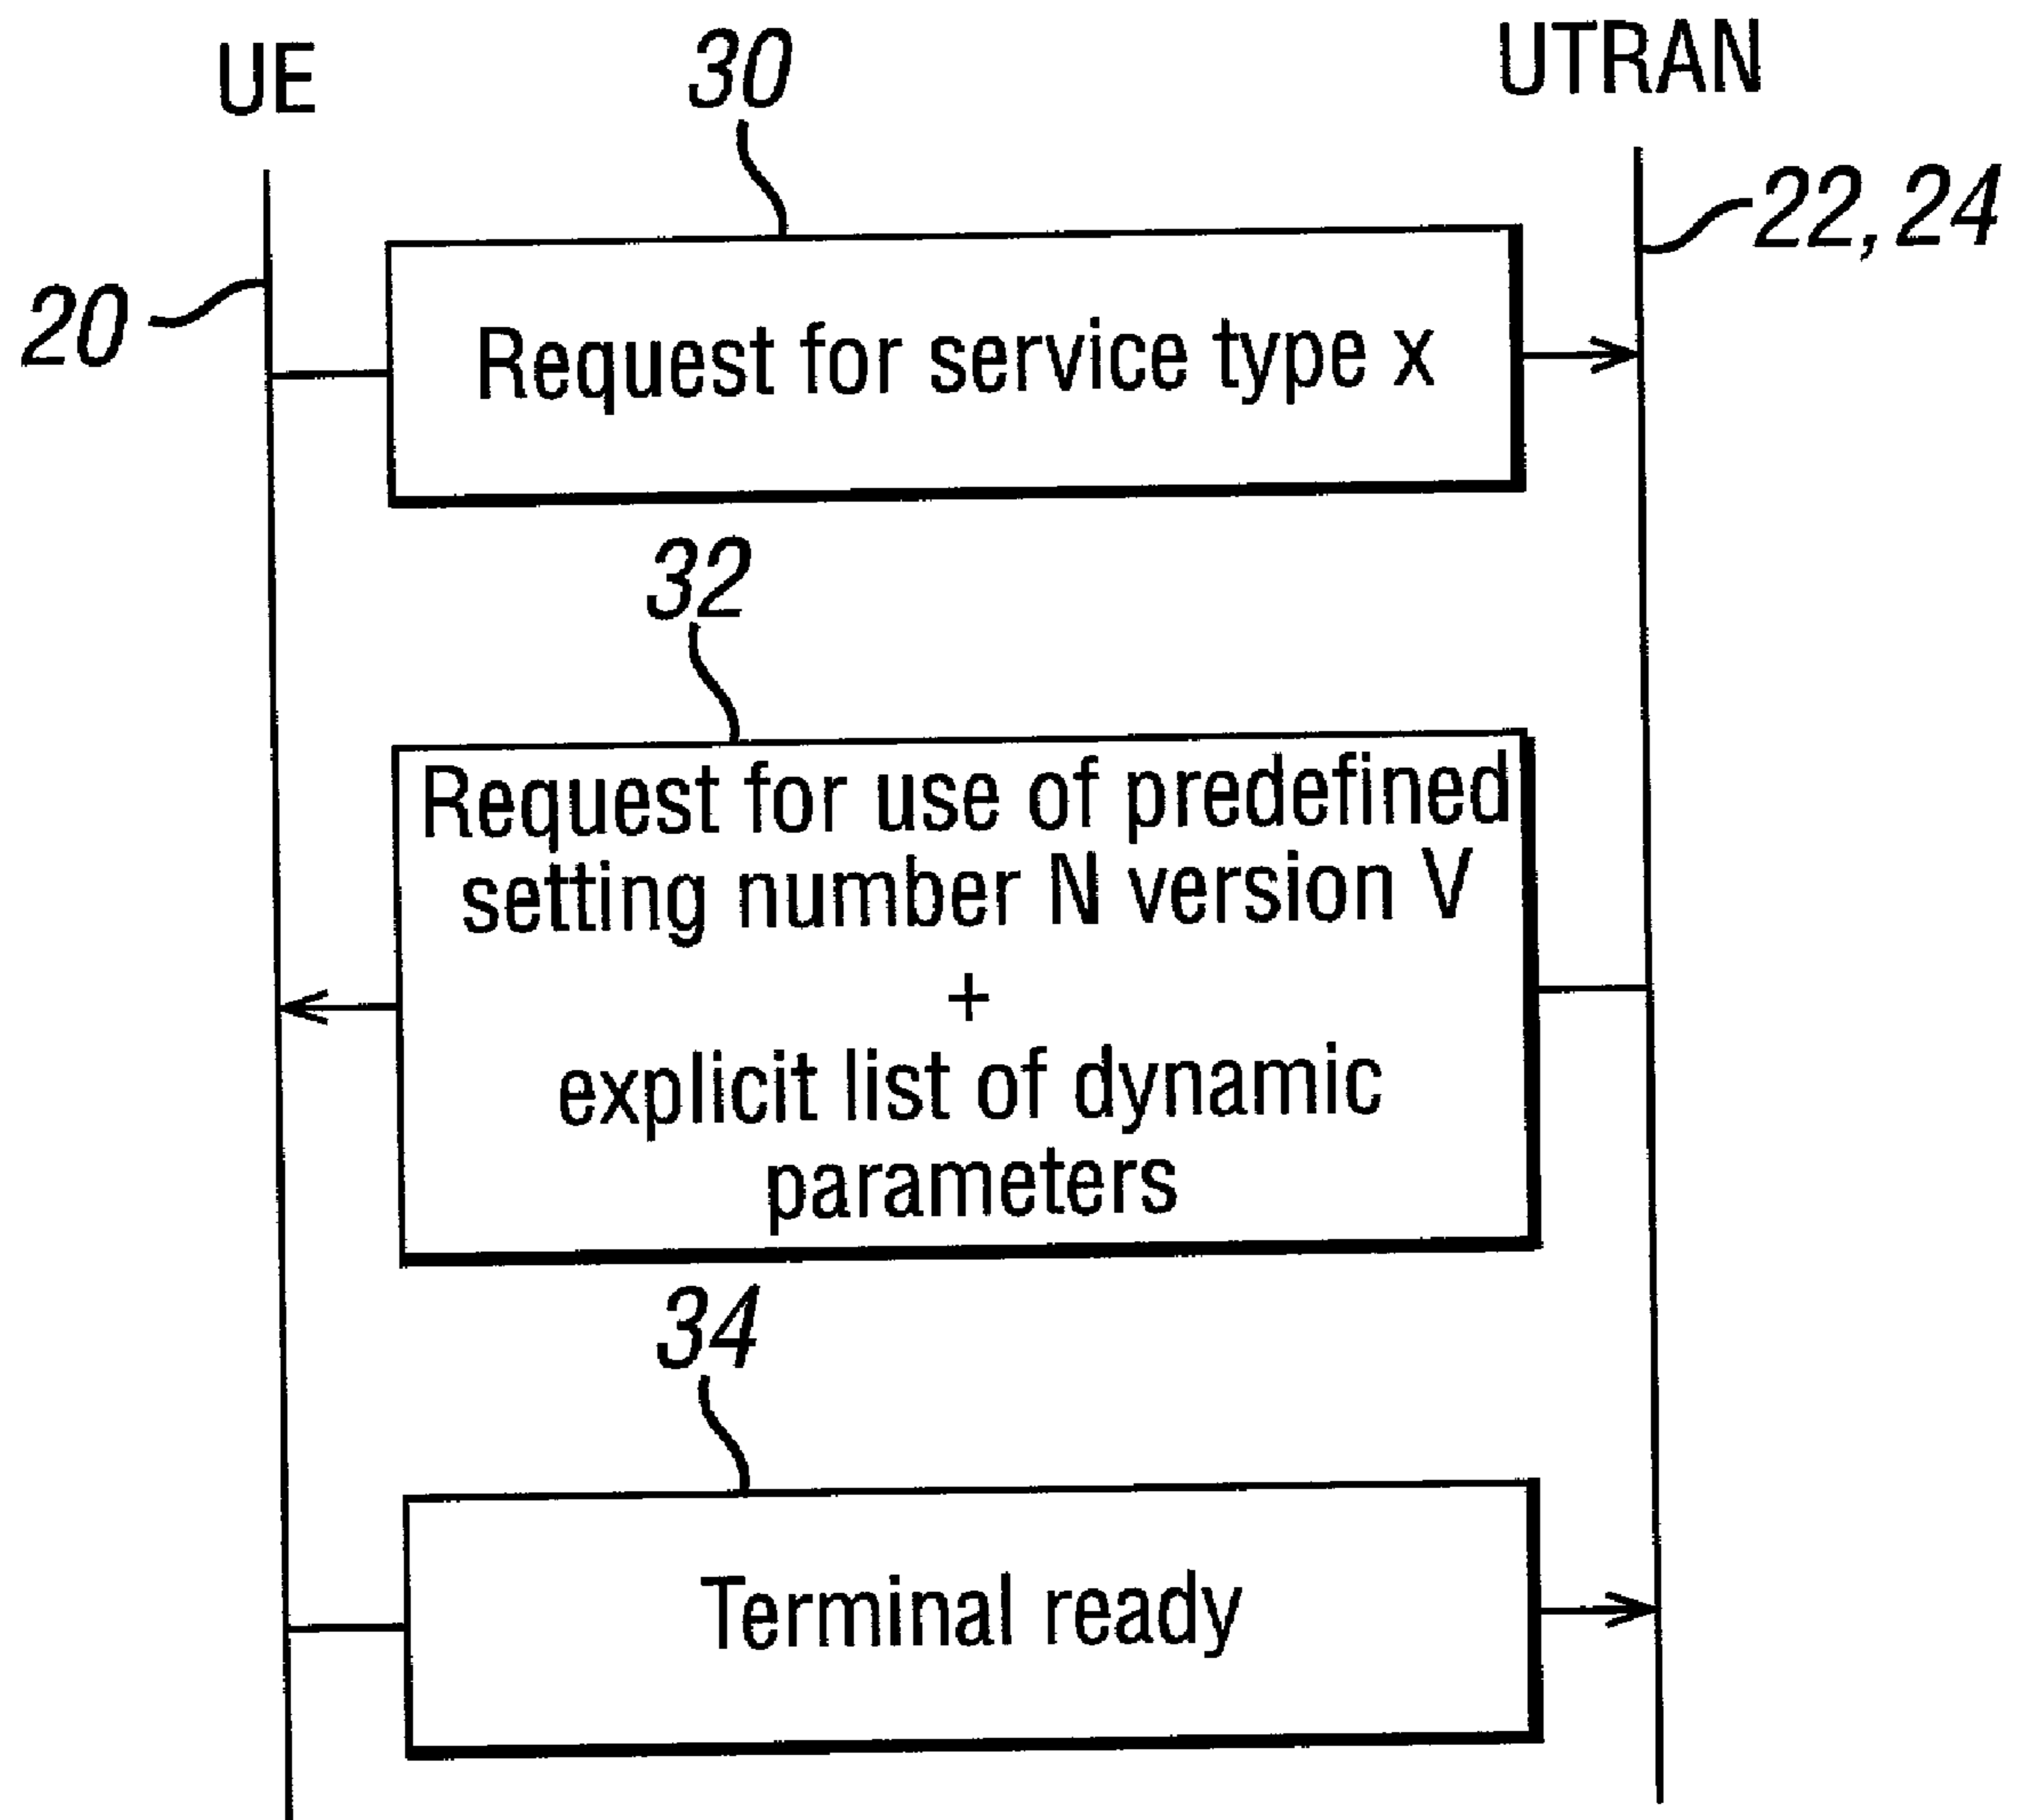 UE
30
UTRAN
22, 24
20
Request for service type x
32
Request for use of predefined
setting number N version V
+
explicit list of dynamic
parameters
34
Terminal ready